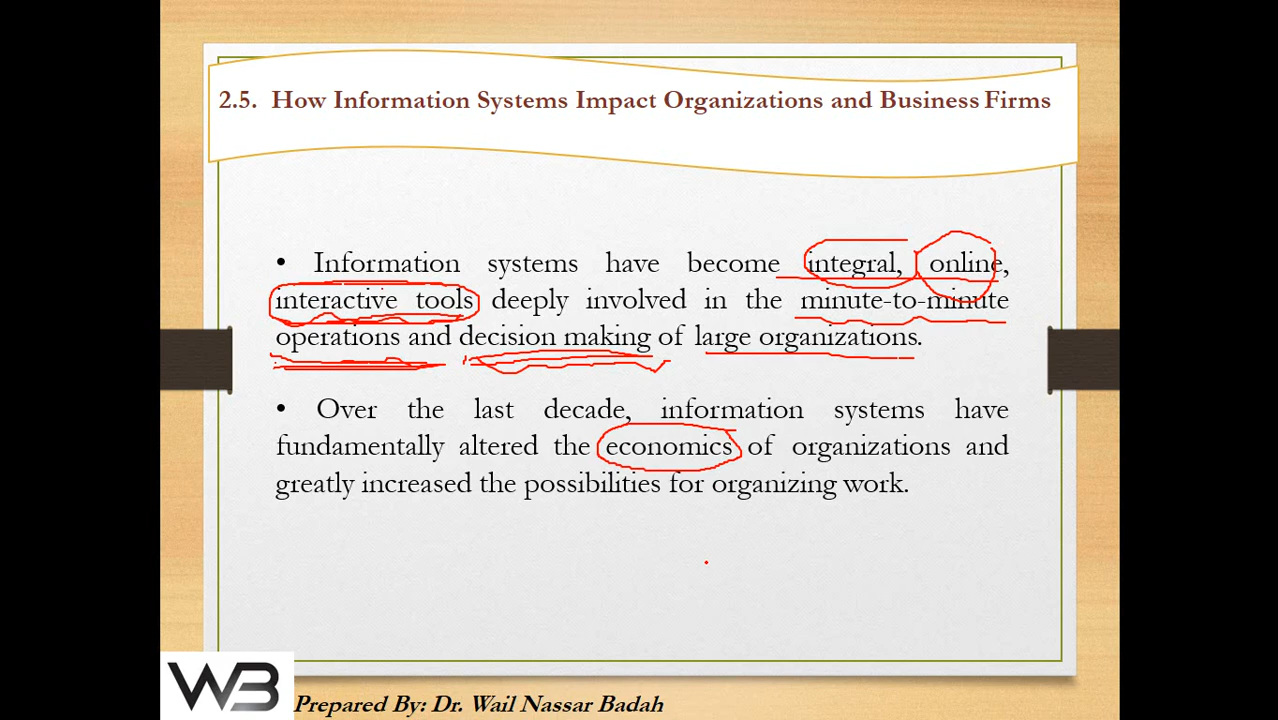 2.5. How Information Systems Impact Organizations and Business Firms
• Information systems have become integral, online,
interactive tools deeply involved in the minute-to-minute
operations and decision making of large organizations.
• Over the last decade, information systems have
fundamentally altered the economics of organizations and
greatly increased the possibilities for organizing work.
WB
Prepared By: Dr. Wail Nassar Badah